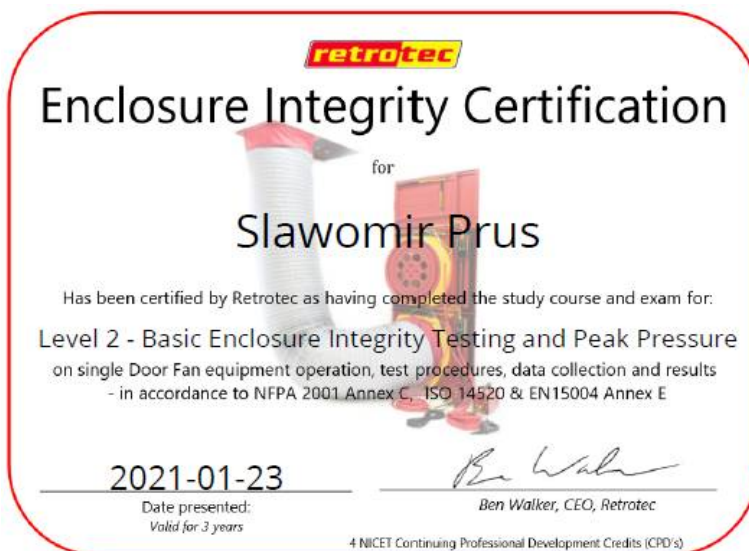 retrotec
Enclosure Integrity Certification
for
Slawomir Prus
Has been certified by Retrotec as having completed the study course and exam for:
Level 2 - Basic Enclosure Integrity Testing and Peak Pressure
on single Door Fan equipment operation, test procedures, data collection and results
- in accordance to NFPA 2001 Annex C, ISO 14520 & EN15004 Annex E
2021-01-23
Date presented:
Valid for 3 years
Ben Walker, CEO, Retrotec
4 NICET Continuing Professional Development Credits (CPD's)